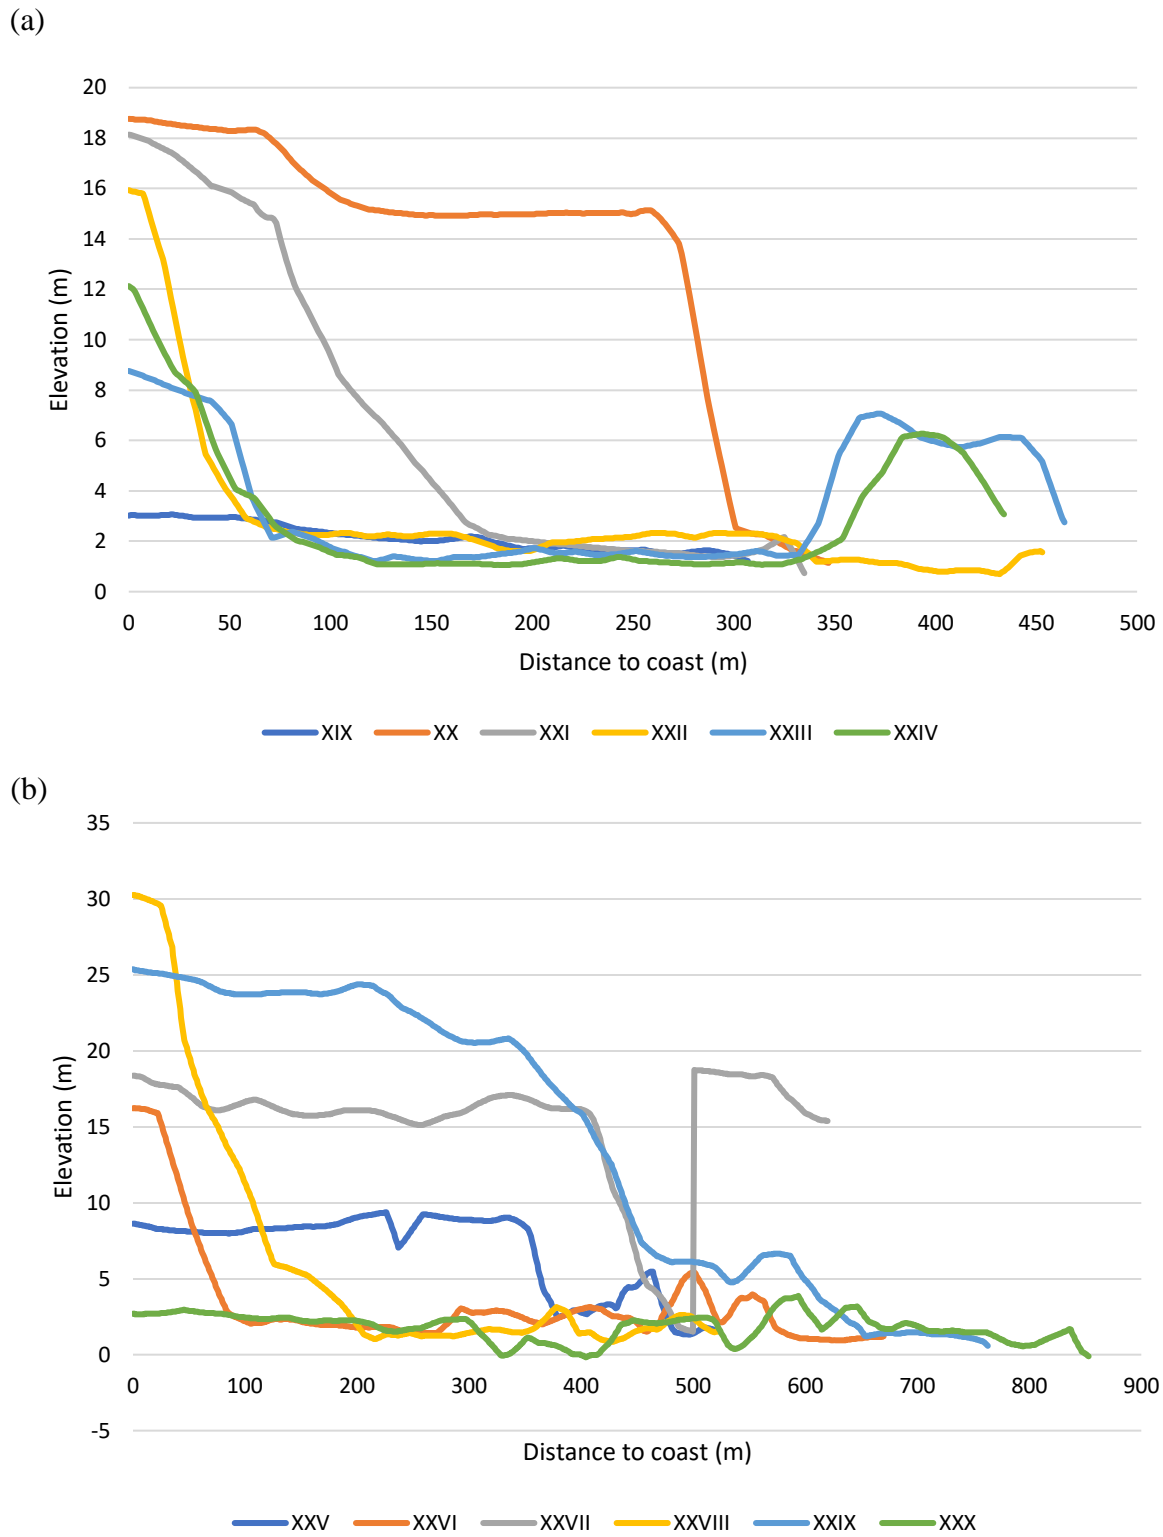 (a)
20
18
16
14
12
10
8
6
4
2
0
Elevation (m)
0 50 100 150 200 250 300 350 400 450 500
Distance to coast (m)
XIX XX XXI XXII XXIII XXIV
(b)
35
30
25
20
15
10
5
0
-5
Elevation (m)
0 100 200 300 400 500 600 700 800 900
Distance to coast (m)
XXV XXVI XXVII XXVIII XXIX XXX